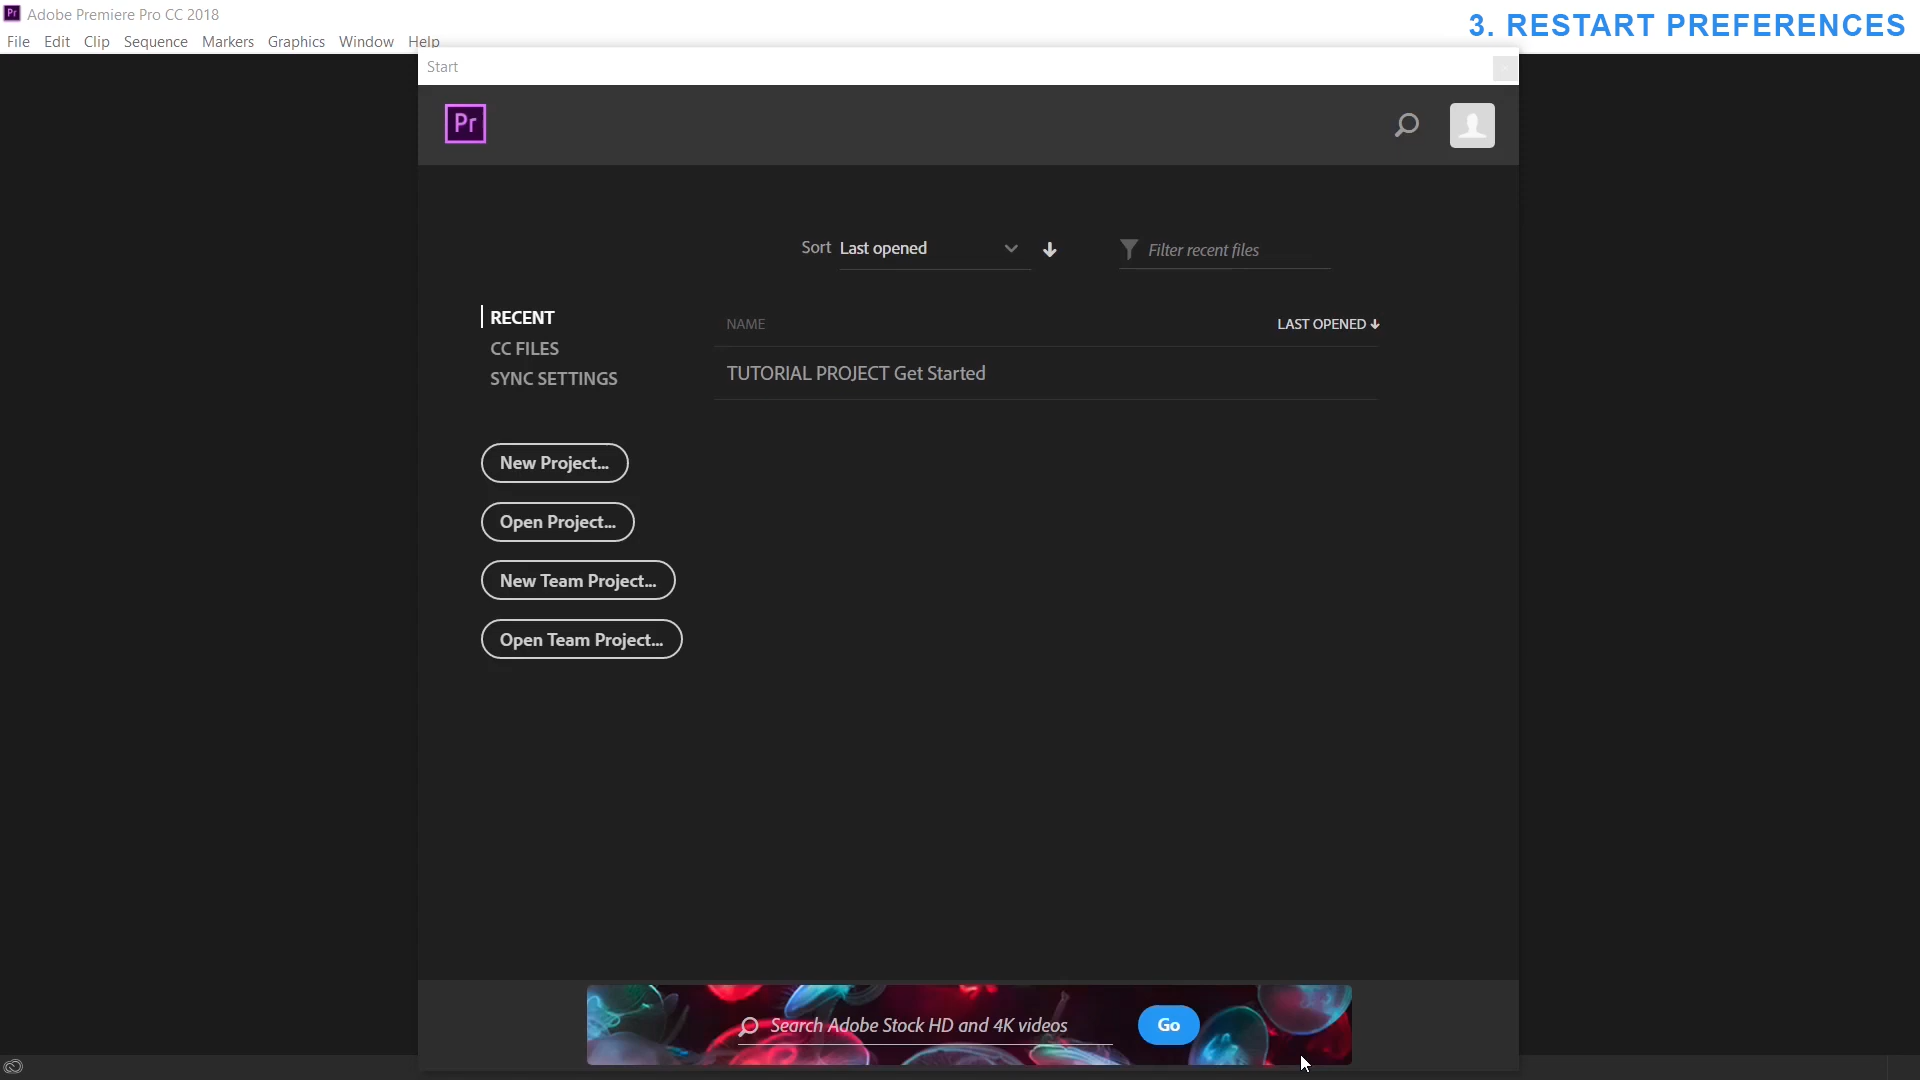 Pr Adobe Premiere Pro CC 2018
3. RESTART PREFERENCES
File Edit Clip Sequence Markers Graphics Window Help
Start
Pr
Sort Last opened Filter recent files
RECENT
CC FILES
SYNC SETTINGS
NAME LAST OPENED
TUTORIAL PROJECT Get Started
New Project...
Open Project...
New Team Project...
Open Team Project...
Search Adobe Stock HD and 4K videos Go